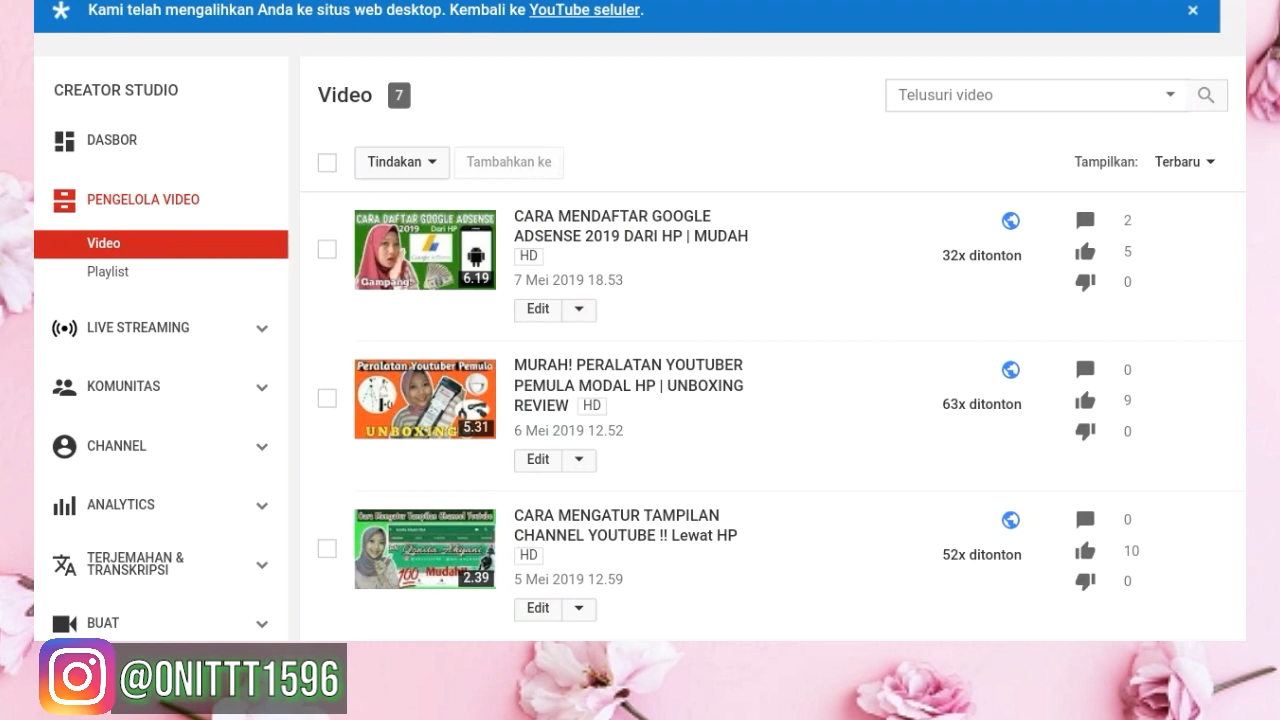 Kami telah mengalihkan Anda ke situs web desktop. Kembali ke YouTube seluler.
CREATOR STUDIO
DASBOR
PENGELOLA VIDEO
Video
Playlist
LIVE STREAMING
KOMUNITAS
CHANNEL
ANALYTICS
TERJEMAHAN &
TRANSKRIPSI
BUAT
Video 7
Telusuri video
Tindakan
Tambahkan ke
Tampilkan: Terbaru
CARA DAFTAR GOOGLE ADSENSE
2019 Dari HP
Gampang!
6.19
CARA MENDAFTAR GOOGLE
ADSENSE 2019 DARI HP | MUDAH
HD
7 Mei 2019 18.53
Edit
32x ditonton
2
5
0
Peralatan Youtuber Pemula
UNBOXING
5.31
MURAH! PERALATAN YOUTUBER
PEMULA MODAL HP | UNBOXING
REVIEW HD
6 Mei 2019 12.52
Edit
63x ditonton
0
9
0
Cara Mengatur Tampilan Channel Youtube
100 Mudah
2.39
CARA MENGATUR TAMPILAN
CHANNEL YOUTUBE !! Lewat HP
HD
5 Mei 2019 12.59
Edit
52x ditonton
0
10
0
@ONITTT1596